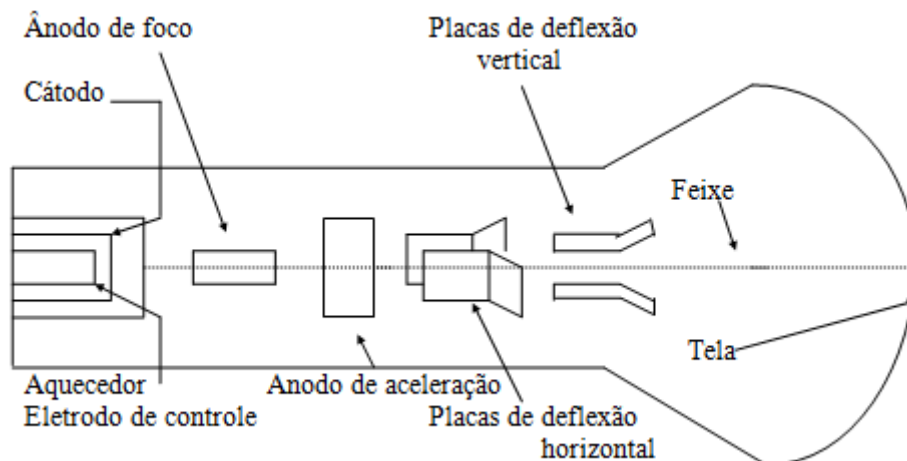 Ânodo de foco
Placas de deflexão
vertical
Cátodo
Feixe
Tela
Aquecedor
Eletrodo de controle
Anodo de aceleração
Placas de deflexão
horizontal